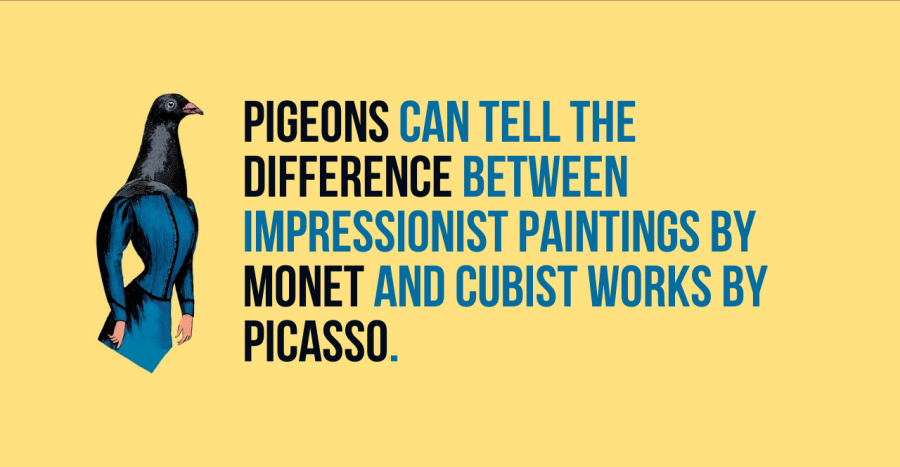 PIGEONS CAN TELL THE
DIFFERENCE BETWEEN
IMPRESSIONIST PAINTINGS BY
MONET AND CUBIST WORKS BY
PICASSO.